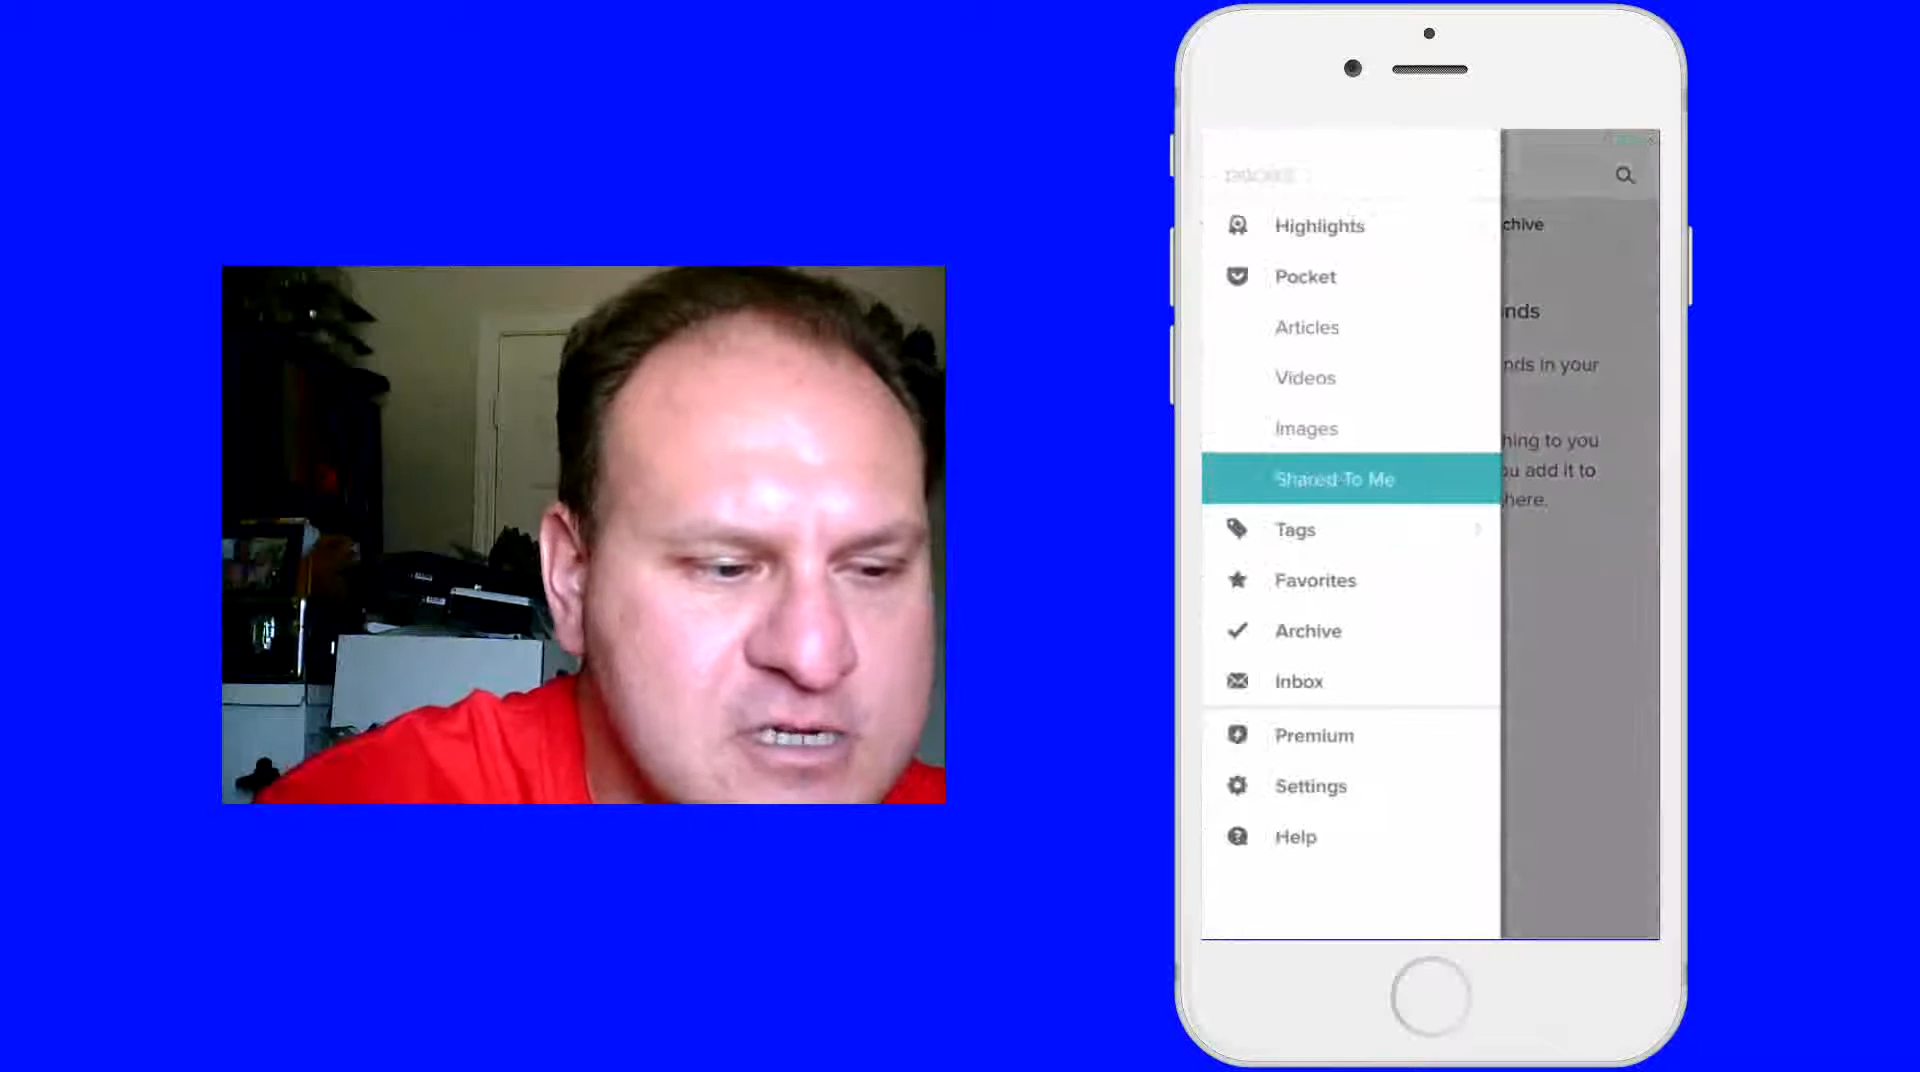 Highlights
Pocket
Articles
Videos
Images
Shared To Me
Tags
Favorites
Archive
Inbox
Premium
Settings
Help
chive
nds
nds in your
hing to you
ou add it to
here.